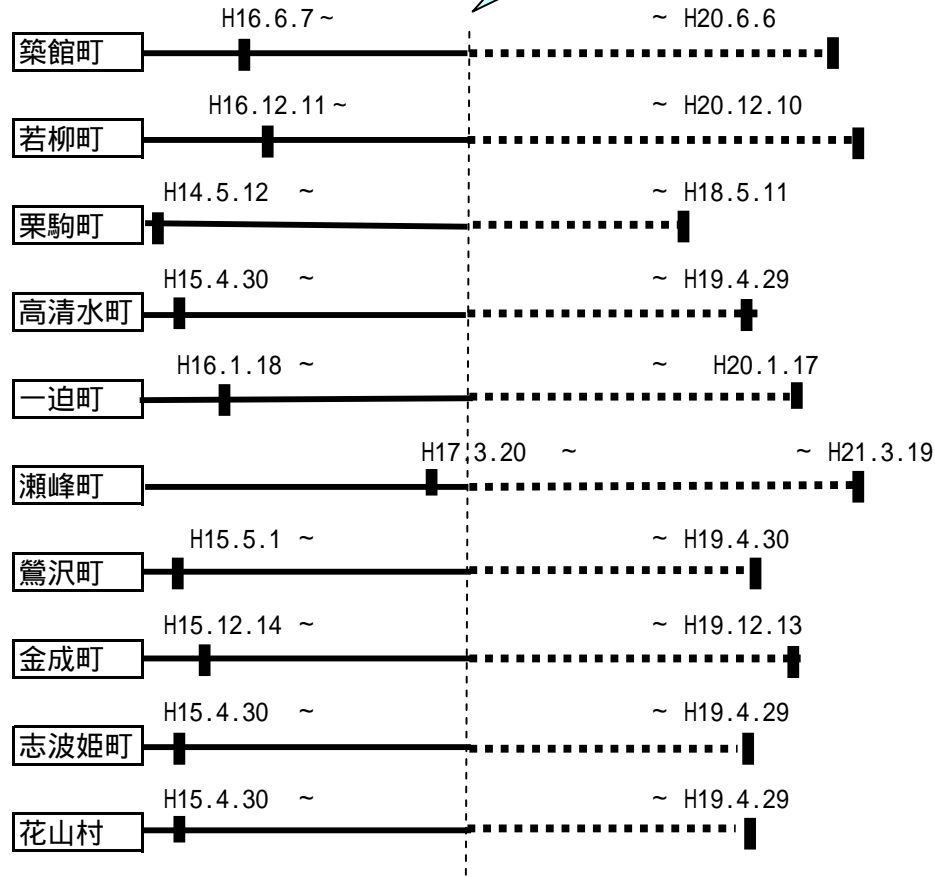 H16.6.7~ ~ H20.6.6
築館町
H16.12.11~ ~ H20.12.10
若柳町
H14.5.12 ~ ~ H18.5.11
栗駒町
H15.4.30 ~ ~ H19.4.29
高清水町
H16.1.18 ~ ~ H20.1.17
一迫町
H17.3.20 ~ ~ H21.3.19
瀬峰町
H15.5.1 ~ ~ H19.4.30
鶯沢町
H15.12.14 ~ ~ H19.12.13
金成町
H15.4.30 ~ ~ H19.4.29
志波姫町
H15.4.30 ~ ~ H19.4.29
花山村